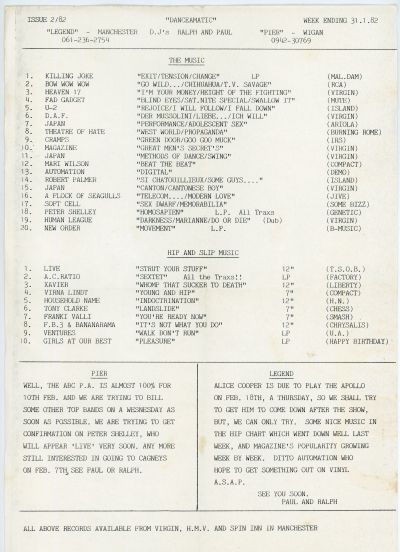 ISSUE 2/82 "DANCEAMATIC" WEEK ENDING 31.1.82
"LEGEND" - MANCHESTER D.J's RALPH AND PAUL "PIER" - WIGAN
061-236-2754 0942-30769
THE MUSIC
1. KILLING JOKE "EXIT/TENSION/CHANGE" LP (MAL.DAM)
2. BOW WOW WOW "GO WILD.../CHIHUAHUA/T.V. SAVAGE" (RCA)
3. HEAVEN 17 "I'M YOUR MONEY/HEIGHT OF THE FIGHTING" (VIRGIN)
4. FAD GADGET "BLIND EYES/SAT.NITE SPECIAL/SWALLOW IT" (MUTE)
5. U-2 "REJOICE/I WILL FOLLOW/I FALL DOWN" (ISLAND)
6. D.A.F. "DER MUSSOLINI/LIEBE.../ICH WILL" (VIRGIN)
7. JAPAN "PERFORMANCE/ADOLESCENT SEX" (ARIOLA)
8. THEATRE OF HATE "WEST WORLD/PROPAGANDA" (BURNING ROME)
9. CRAMPS "GREEN DOOR/GOO GOO MUCK" (IRS)
10. MAGAZINE "GREAT MEN'S SECRET'S" (VIRGIN)
11. JAPAN "METHODS OF DANCE/SWING" (VIRGIN)
12. MARI WILSON "BEAT THE BEAT" (COMPACT)
13. AUTOMATION "DIGITAL" (DEMO)
14. ROBERT PALMER "SI CHATOUILLIEUX/SOME GUYS...." (ISLAND)
15. JAPAN "CANTON/CANTONESE BOY" (VIRGIN)
16. A FLOCK OF SEAGULLS "TELECOM..../MODERN LOVE" (JIVE)
17. SOFT CELL "SEX DWARF/MEMORABILIA" (SOME BIZZ)
18. PETER SHELLEY "HOMOSAPIEN" L.P. All Traxs (GENETIC)
19. HUMAN LEAGUE "DARKNESS/MARIANNE/DO OR DIE" (Dub) (VIRGIN)
20. NEW ORDER "MOVEMENT" L.P. (B-MUSIC)
HIP AND SLIP MUSIC
1. LIVE "STRUT YOUR STUFF" 12" (T.S.O.B.)
2. A.C.RATIO "SEXTET" All the Traxs!! LP (FACTORY)
3. XAVIER "WHOMP THAT SUCKER TO DEATH" 12" (LIBERTY)
4. VIRNA LINDT "YOUNG AND HIP" 7" (COMPACT)
5. HOUSEHOLD NAME "INDOCTRINATION" 12" (H.N.)
6. TONY CLARKE "LANDSLIDE" 7" (CHESS)
7. FRANKI VALLI "YOU'RE READY NOW" 7" (SMASH)
8. F.B.3 & BANANARAMA "IT'S NOT WHAT YOU DO" 12" (CHRYSALIS)
9. VENTURES "WALK DON'T RUN" LP (U.A.)
10. GIRLS AT OUR BEST "PLEASURE" LP (HAPPY BIRTHDAY)
PIER
WELL, THE ABC P.A. IS ALMOST 100% FOR
10TH FEB. AND WE ARE TRYING TO BILL
SOME OTHER TOP BANDS ON A WESNESDAY AS
SOON AS POSSIBLE. WE ARE TRYING TO GET
CONFIRMATION ON PETER SHELLEY, WHO
WILL APPEAR 'LIVE' VERY SOON. ANY MORE
STILL INTERESTED IN GOING TO CAGNEYS
ON FEB. 7TH SEE PAUL OR RALPH.
LEGEND
ALICE COOPER IS DUE TO PLAY THE APOLLO
ON FEB. 18TH, A THURSDAY, SO WE SHALL TRY
TO GET HIM TO COME DOWN AFTER THE SHOW,
BUT, WE CAN ONLY TRY. SOME NICE MUSIC IN
THE HIP CHART WHICH WENT DOWN WELL LAST
WEEK, AND MAGAZINE'S POPULARITY GROWING
WEEK BY WEEK. DITTO AUTOMATION WHO
HOPE TO GET SOMETHING OUT ON VINYL
A.S.A.P.
SEE YOU SOON.
PAUL AND RALPH
ALL ABOVE RECORDS AVAILABLE FROM VIRGIN, H.M.V. AND SPIN INN IN MANCHESTER